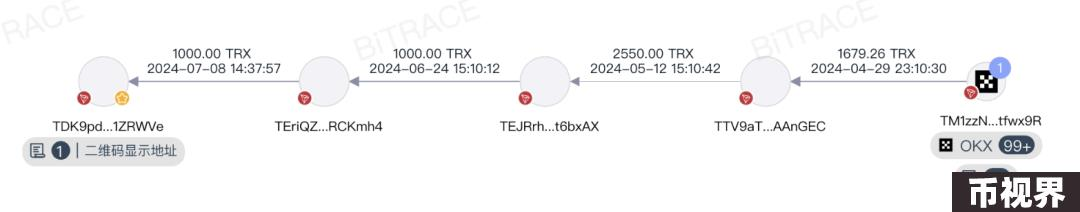 RACE
BiTRACE
BiTRACE
1000.00 TRX
2024-07-08 14:37:57
1000.00 TRX
2024-06-24 15:10:12
2550.00 TRX
2024-05-12 15:10:42
1679.26 TRX
2024-04-29 23:10:30
1
TDK9pd...1ZRWVe
TEriQZ...RCKmh4
TEJRrh...t6bxAX
TTV9aT...AAnGEC
TM1zzN...tfwx9R
1 | 二维码显示地址
OKX 99+
币视界